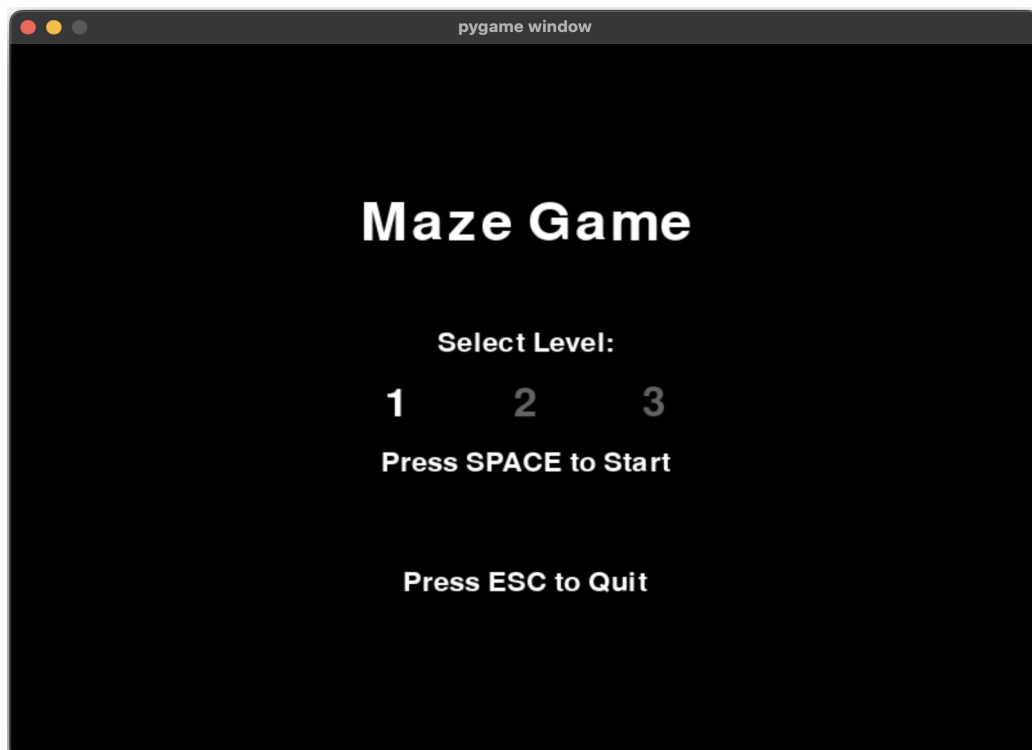 pygame window
Maze Game
Select Level:
1 2 3
Press SPACE to Start
Press ESC to Quit